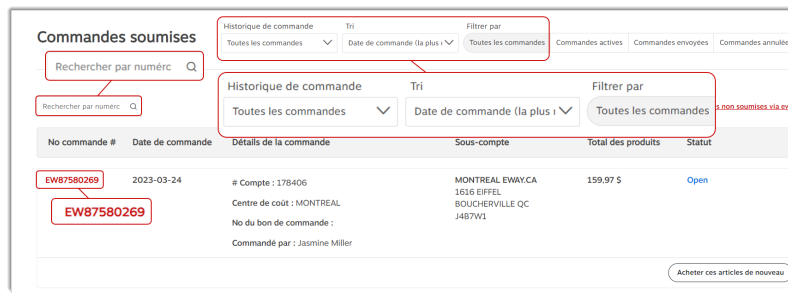 Commandes soumises
Historique de commande
Tri
Filtrer par
Toutes les commandes
Date de commande (la plus r
Toutes les commandes
Commandes actives
Commandes envoyées
Commandes annulée
Rechercher par numérc
Historique de commande
Tri
Filtrer par
Toutes les commandes
Date de commande (la plus r
Toutes les commandes
Rechercher par numérc
s non soumises via ev
No commande #
Date de commande
Détails de la commande
Sous-compte
Total des produits
Statut
EW87580269
2023-03-24
# Compte : 178406
MONTREAL EWAY.CA
159,97 $
Open
1616 EIFFEL
Centre de coût : MONTREAL
BOUCHERVILLE QC
J4B7W1
EW87580269
No du bon de commande :
Commandé par : Jasmine Miller
Acheter ces articles de nouveau